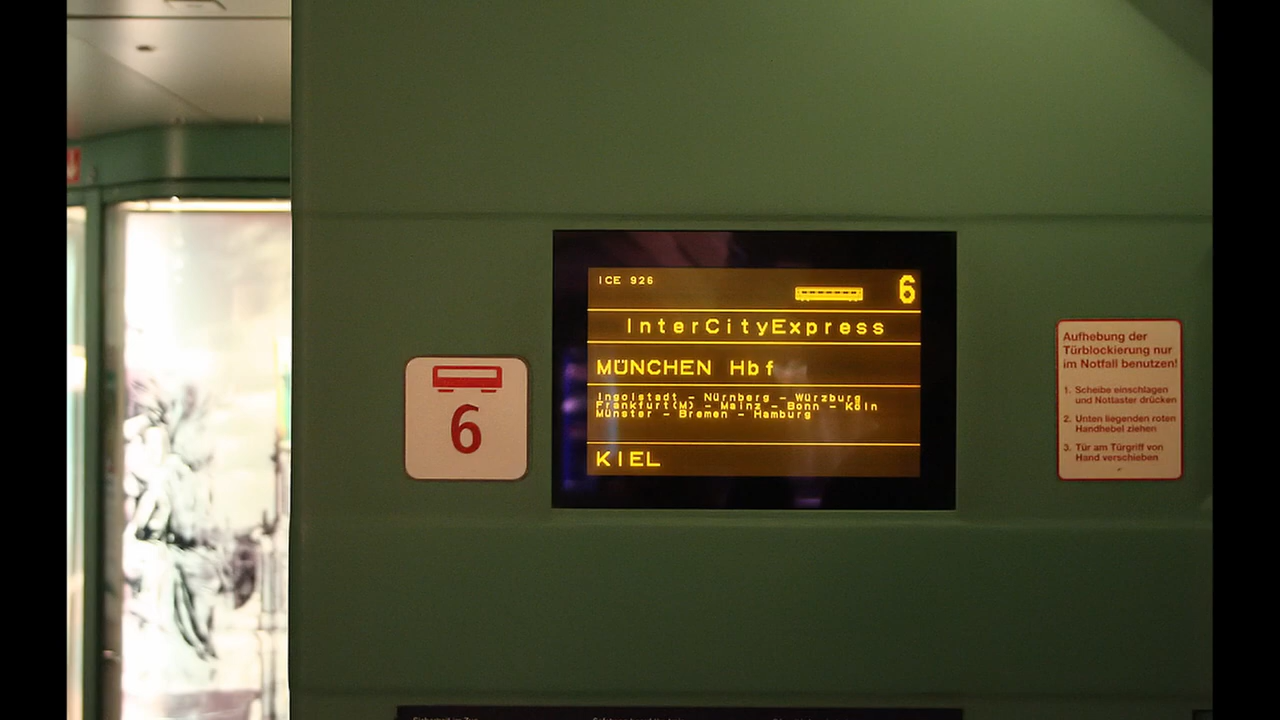 ICE 926
6
InterCityExpress
MÜNCHEN Hbf
Ingolstadt - Nürnberg - Würzburg
Frankfurt(M) - Mainz - Bonn - Köln
Münster - Bremen - Hamburg
KIEL
6
Aufhebung der
Türblockierung nur
im Notfall benutzen!
1. Scheibe einschlagen
und Nottaster drücken
2. Unten liegenden roten
Handhebel ziehen
3. Tür am Türgriff von
Hand verschieben